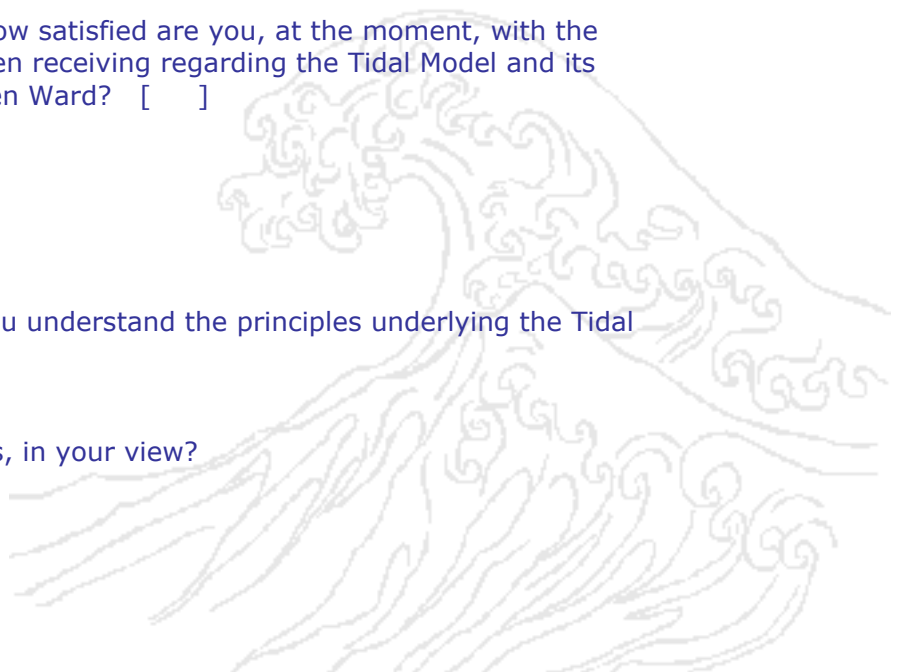 ow satisfied are you, at the moment, with the
en receiving regarding the Tidal Model and its
en Ward? [ ]
u understand the principles underlying the Tidal
s, in your view?